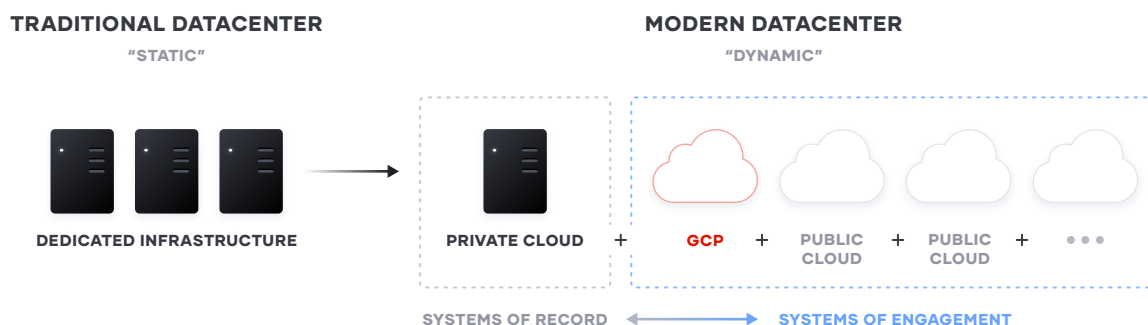 TRADITIONAL DATACENTER
“STATIC”
DEDICATED INFRASTRUCTURE
MODERN DATACENTER
“DYNAMIC”
PRIVATE CLOUD + GCP + PUBLIC CLOUD + PUBLIC CLOUD + •••
SYSTEMS OF RECORD
SYSTEMS OF ENGAGEMENT